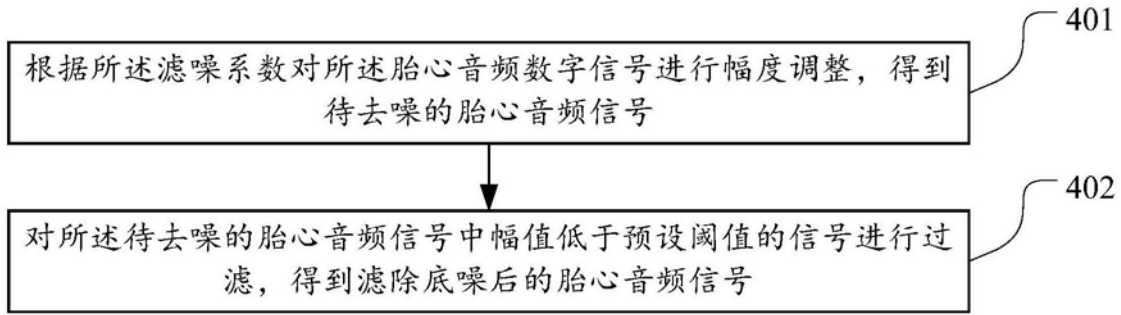 401
根据所述滤噪系数对所述胎心音频数字信号进行幅度调整，得到
待去噪的胎心音频信号
402
对所述待去噪的胎心音频信号中幅值低于预设阈值的信号进行过
滤，得到滤除底噪后的胎心音频信号